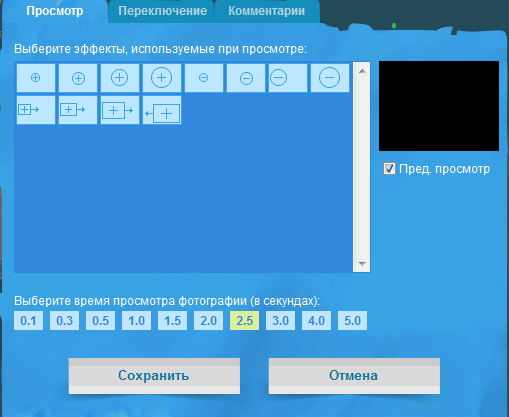 Просмотр Переключение Комментарии
Выберите эффекты, используемые при просмотре:
Пред. просмотр
Выберите время просмотра фотографии (в секундах):
0.1 0.3 0.5 1.0 1.5 2.0 2.5 3.0 4.0 5.0
Сохранить Отмена